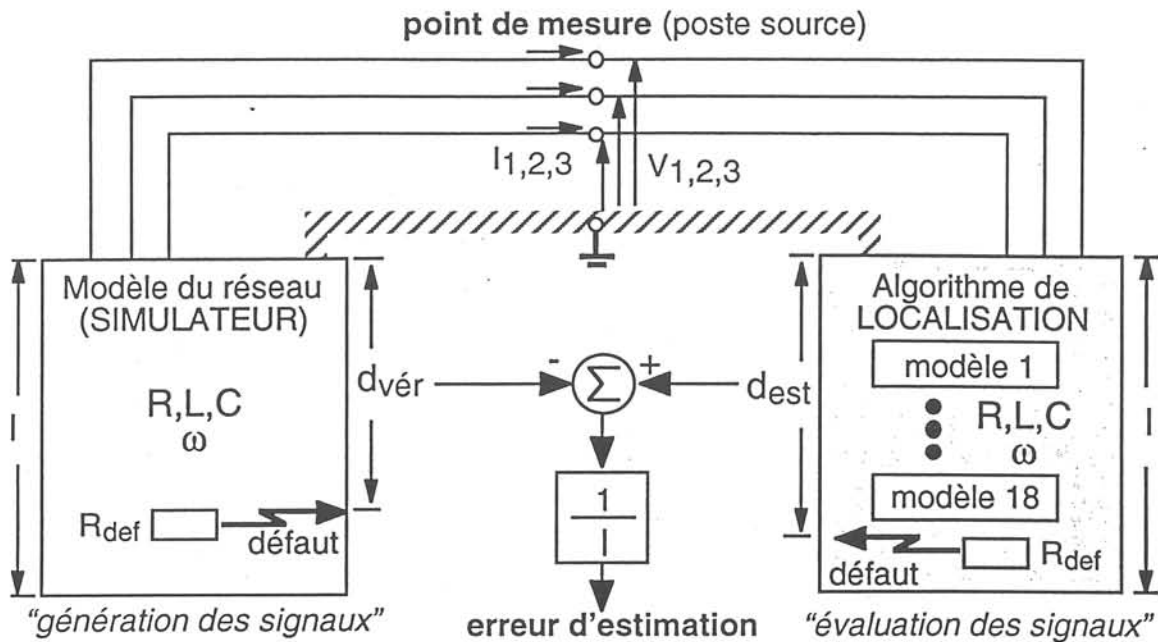 point de mesure (poste source)
I1,2,3
V1,2,3
Modèle du réseau
(SIMULATEUR)
R,L,C
ω
Rdef
défaut
l
dvér
-
Σ
+
dest
1
l
Algorithme de
LOCALISATION
modèle 1
R,L,C
ω
modèle 18
Rdef
défaut
l
“génération des signaux”
erreur d'estimation
“évaluation des signaux”